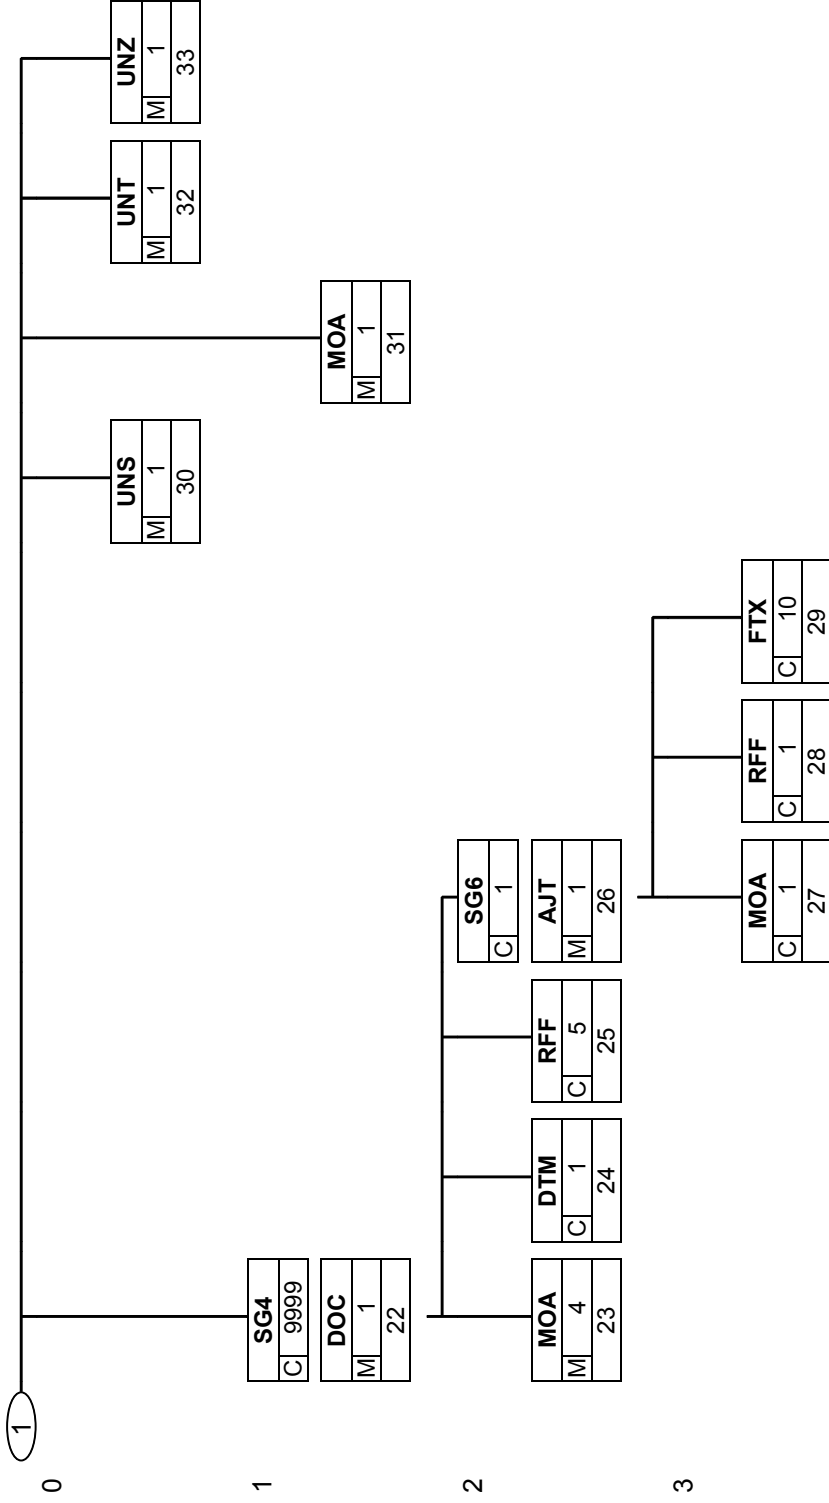 1
0
UNS
M 1
30
UNT
M 1
32
UNZ
M 1
33
1
SG4
C 9999
DOC
M 1
22
MOA
M 1
31
2
MOA
M 4
23
DTM
C 1
24
RFF
C 5
25
SG6
C 1
AJT
M 1
26
3
MOA
C 1
27
RFF
C 1
28
FTX
C 10
29